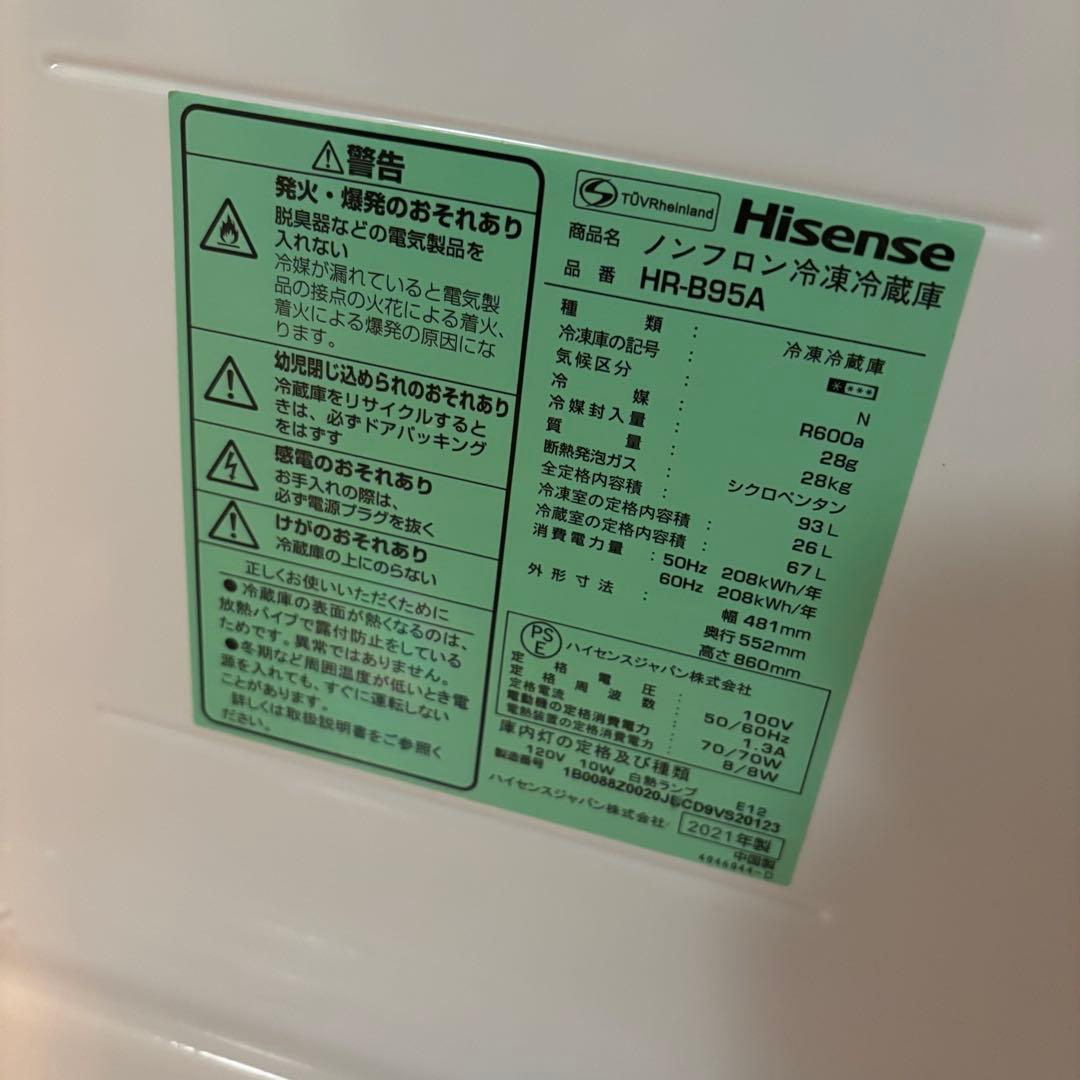 ⚠警告
発火・爆発のおそれあり
脱臭器などの電気製品を
入れない
冷媒が漏れていると電気製
品の接点の火花による着火、
着火による爆発の原因にな
ります。
幼児閉じ込められのおそれあり
冷蔵庫をリサイクルすると
きは、必ずドアパッキング
をはずす
感電のおそれあり
お手入れの際は、
必ず電源プラグを抜く
けがのおそれあり
冷蔵庫の上にのらない
正しくお使いいただくために
●冷蔵庫の表面が熱くなるのは、
放熱パイプで露付防止をしている
ためです。異常ではありません。
●冬期など周囲温度が低いとき電
源を入れても、すぐに運転しない
ことがあります。
詳しくは取扱説明書をご参照く
ださい。
TÜVRheinland
Hisense
商品名 ノンフロン冷凍冷蔵庫
品番 HR-B95A
種類 : 冷凍冷蔵庫
冷凍庫の記号 : ****
気候区分 : N
冷媒 : R600a
冷媒封入量 : 28g
質量 : 28kg
断熱発泡ガス : シクロペンタン
全定格内容積 : 93L
冷凍室の定格内容積 : 26L
冷蔵室の定格内容積 : 67L
消費電力量 : 50Hz 208kWh/年
60Hz 208kWh/年
外形寸法 : 幅 481mm
奥行 552mm
高さ 860mm
PSE ハイセンスジャパン株式会社
定格電圧 : 100V
定格周波数 : 50/60Hz
定格電流 : 1.3A
電動機の定格消費電力 : 70/70W
電熱装置の定格消費電力 : 8/8W
庫内灯の定格及び種類
120V 10W 白熱ランプ E12
製造番号 1B0088Z0020JBCD9VS20123
ハイセンスジャパン株式会社 2021年製
中国製
4046044-D